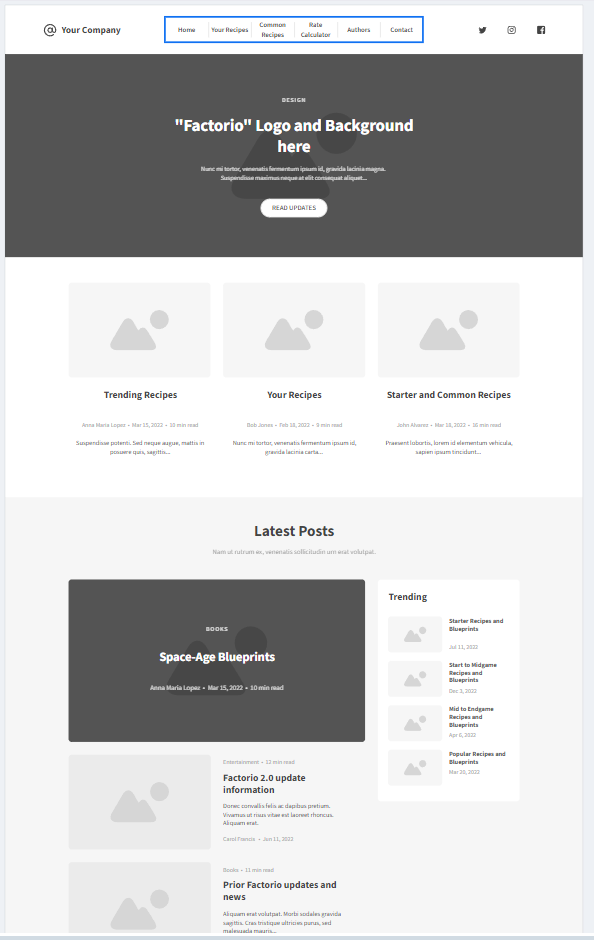 Your Company
Home
Your Recipes
Common
Recipes
Rate
Calculator
Authors
Contact
DESIGN
"Factorio" Logo and Background
here
Nunc mi tortor, venenatis fermentum ipsum id, gravida lacinia magna.
Suspendisse maximus neque at elit consequat aliquet...
READ UPDATES
Trending Recipes
Anna Maria Lopez • Mar 15, 2022 • 10 min read
Suspendisse potenti. Sed neque augue, mattis in
posuere quis, sagittis...
Your Recipes
Bob Jones • Feb 18, 2022 • 9 min read
Nunc mi tortor, venenatis fermentum ipsum id,
gravida lacinia carta...
Starter and Common Recipes
John Alvarez • Mar 18, 2022 • 16 min read
Praesent lobortis, lorem id elementum vehicula,
sapien ipsum tincidunt...
Latest Posts
Nam ut rutrum ex, venenatis sollicitudin urn erat volutpat.
BOOKS
Space-Age Blueprints
Anna Maria Lopez • Mar 15, 2022 • 10 min read
Trending
Starter Recipes and
Blueprints
Jul 11, 2022
Start to Midgame
Recipes and
Blueprints
Dec 3, 2022
Mid to Endgame
Recipes and
Blueprints
Apr 6, 2022
Popular Recipes and
Blueprints
Mar 20, 2022
Entertainment • 12 min read
Factorio 2.0 update
information
Donec convallis felis ac dapibus pretium.
Vivamus ut risus vitae est laoreet rhoncus.
Aliquam erat.
Carol Francis • Jun 11, 2022
Books • 11 min read
Prior Factorio updates and
news
Aliquam erat volutpat. Morbi sodales gravida
sagittis. Cras tristique ultricies purus, sed
malesuada mauris...